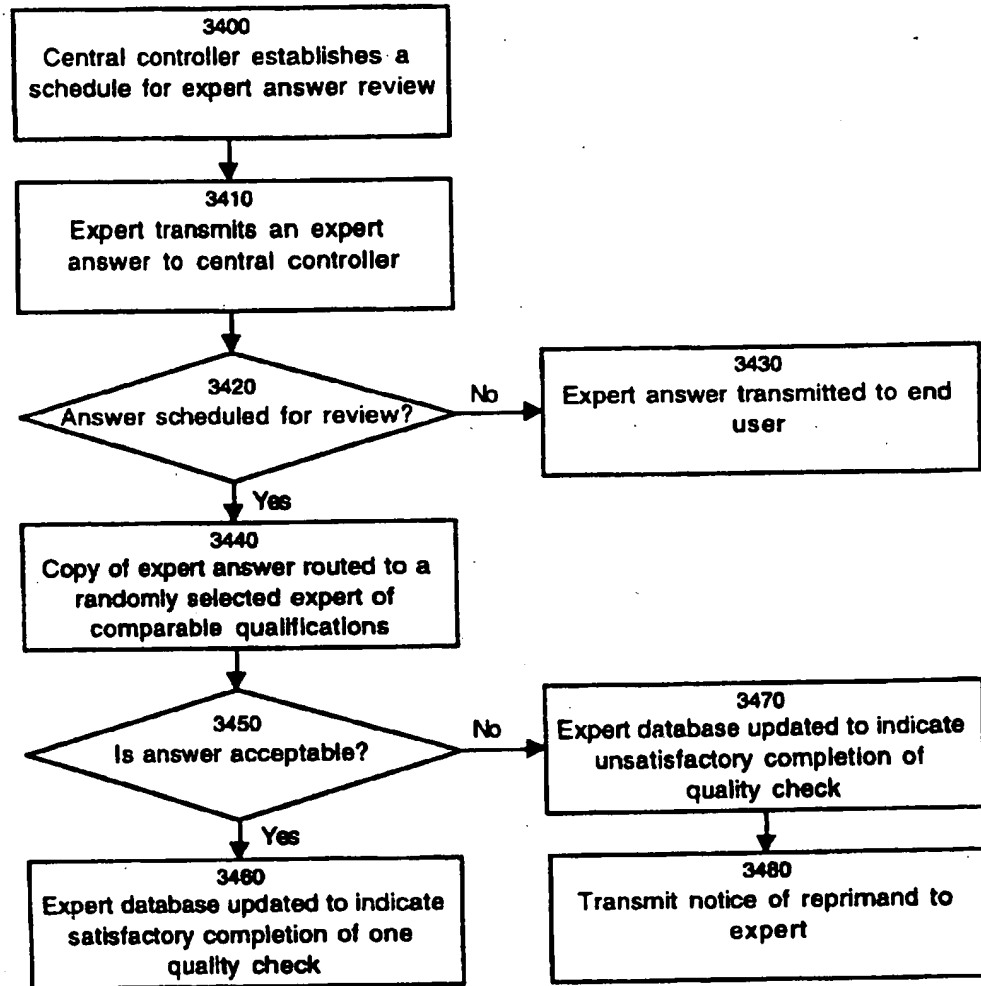 3400
Central controller establishes a
schedule for expert answer review
3410
Expert transmits an expert
answer to central controller
3420
Answer scheduled for review?
No
3430
Expert answer transmitted to end
user
Yes
3440
Copy of expert answer routed to a
randomly selected expert of
comparable qualifications
3450
Is answer acceptable?
No
3470
Expert database updated to indicate
unsatisfactory completion of
quality check
Yes
3460
Expert database updated to indicate
satisfactory completion of one
quality check
3480
Transmit notice of reprimand to
expert